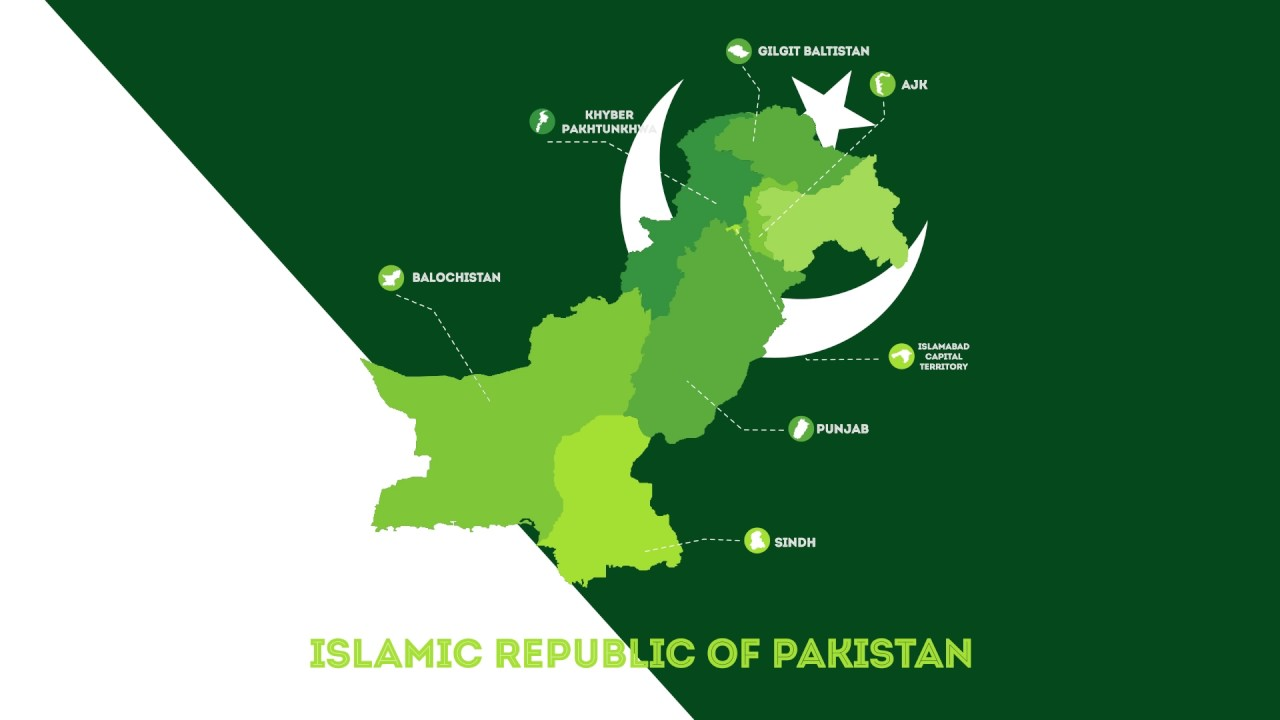 GILGIT BALTISTAN
AJK
KHYBER
PAKHTUNKHWA
BALOCHISTAN
ISLAMABAD
CAPITAL
TERRITORY
PUNJAB
SINDH
ISLAMIC REPUBLIC OF PAKISTAN